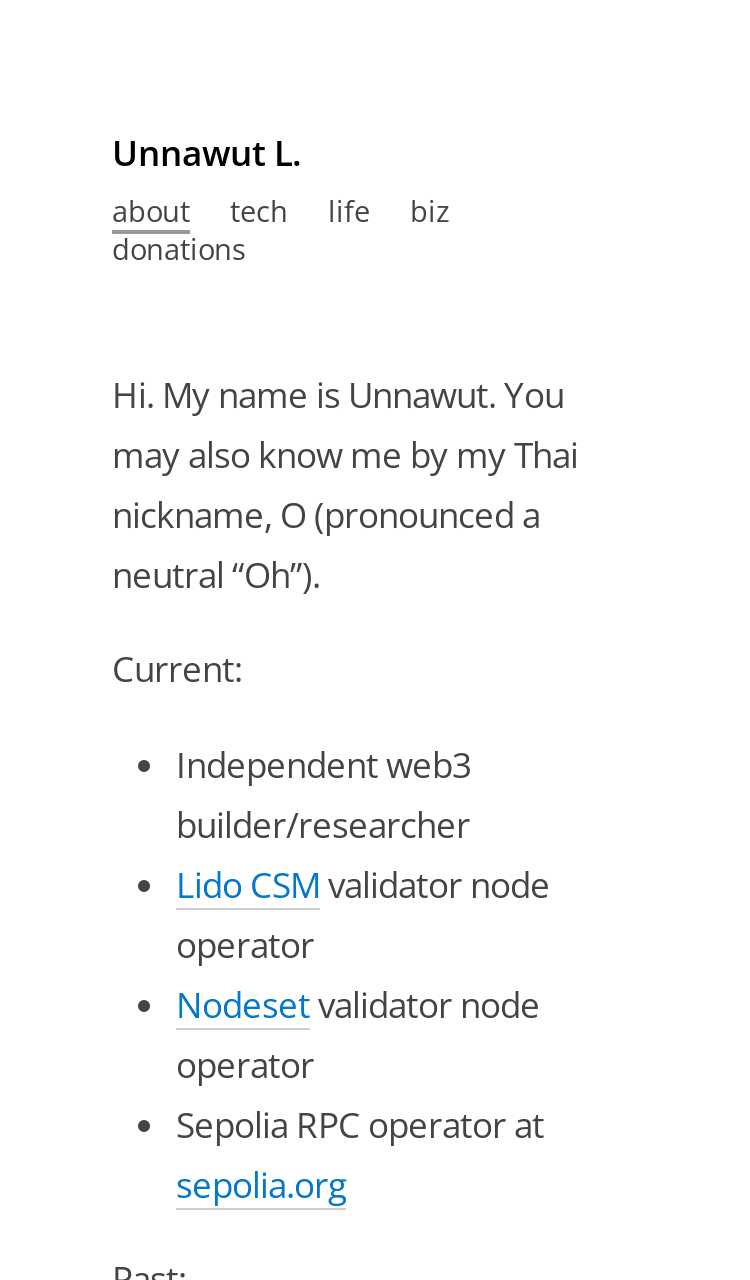 Unnawut L.
about tech life biz
donations
Hi. My name is Unnawut. You
may also know me by my Thai
nickname, O (pronounced a
neutral “Oh”).
Current:
• Independent web3
builder/researcher
• Lido CSM validator node
operator
• Nodeset validator node
operator
• Sepolia RPC operator at
sepolia.org
Past: